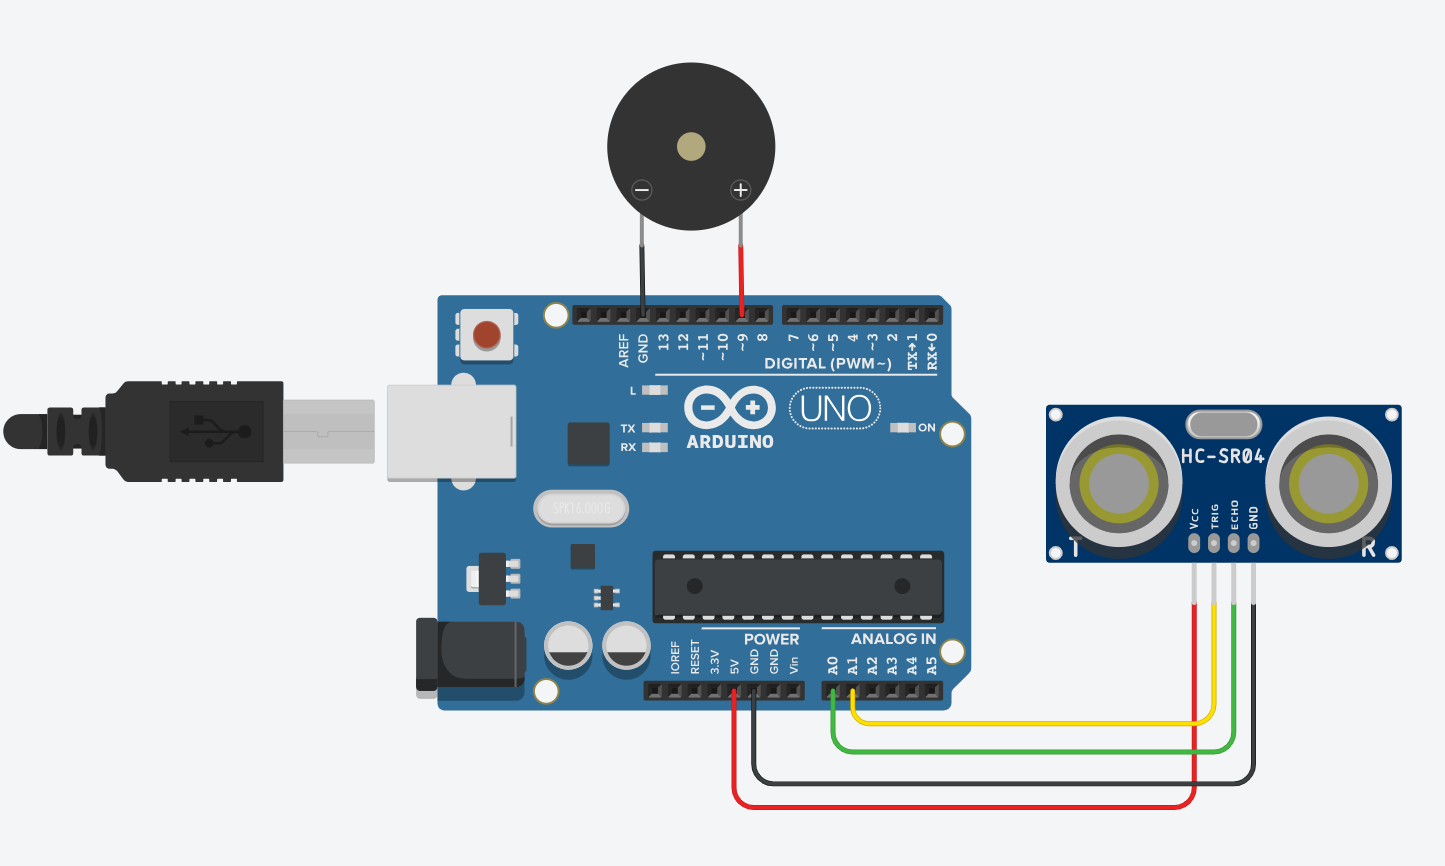 − +
AREF
GND
13
12
~11
~10
~9
8
7
~6
~5
4
~3
2
TX→1
RX←0
DIGITAL (PWM~)
L
TX
RX
ARDUINO
UNO
ON
SPK16.000G
HC-SR04
VCC
TRIG
ECHO
GND
T
R
POWER
ANALOG IN
IOREF
RESET
3.3V
5V
GND
GND
Vin
A0
A1
A2
A3
A4
A5